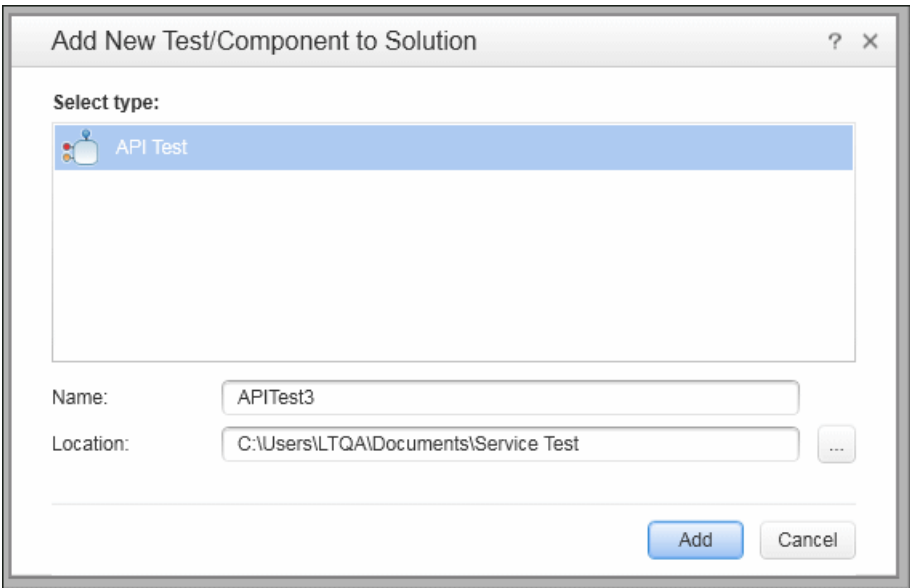 Add New Test/Component to Solution ? ×
Select type:
API Test
Name: APITest3
Location: C:\Users\LTQA\Documents\Service Test ...
Add Cancel